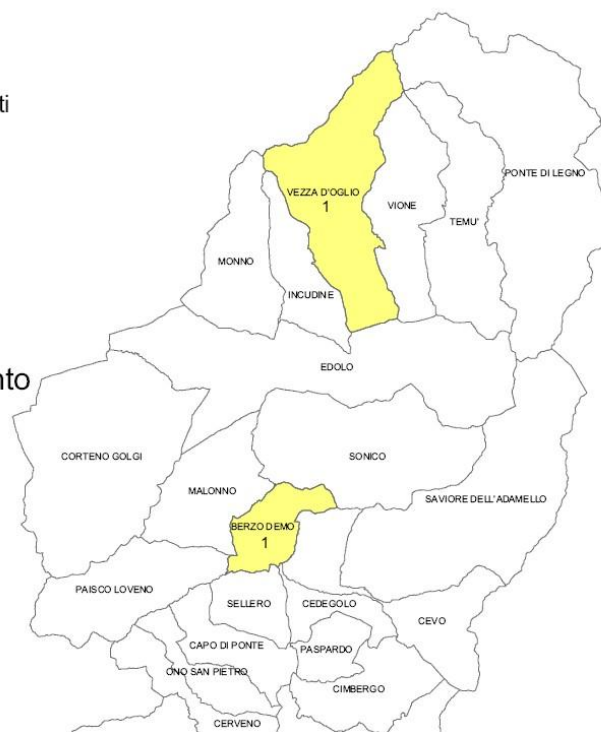 ti
VEZZA D'OGLIO
1
PONTE DI LEGNO
VIONE
TEMU'
MONNO
INCUDINE
EDOLO
nto
CORTENO GOLGI
SONICO
MALONNO
SAVIORE DELL'ADAMELLO
BERZO DEMO
1
PAISCO LOVENO
SELLERO
CEDEGOLO
CEVO
CAPO DI PONTE
PASPARDO
ONO SAN PIETRO
CIMBERGO
CERVENO